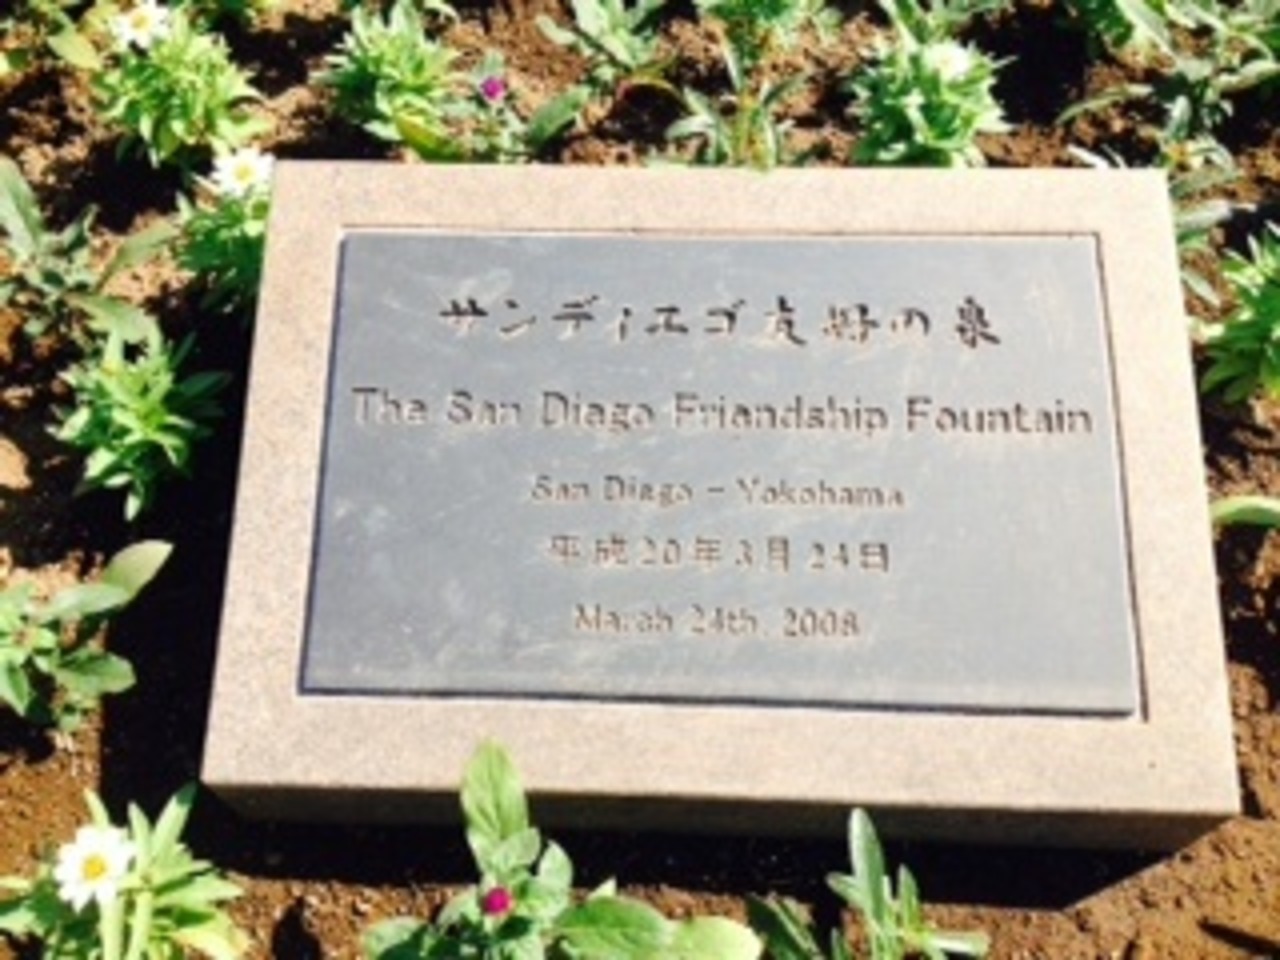 サンディエゴ友好の泉
The San Diego Friendship Fountain
San Diego - Yokohama
平成20年3月24日
March 24th, 2008